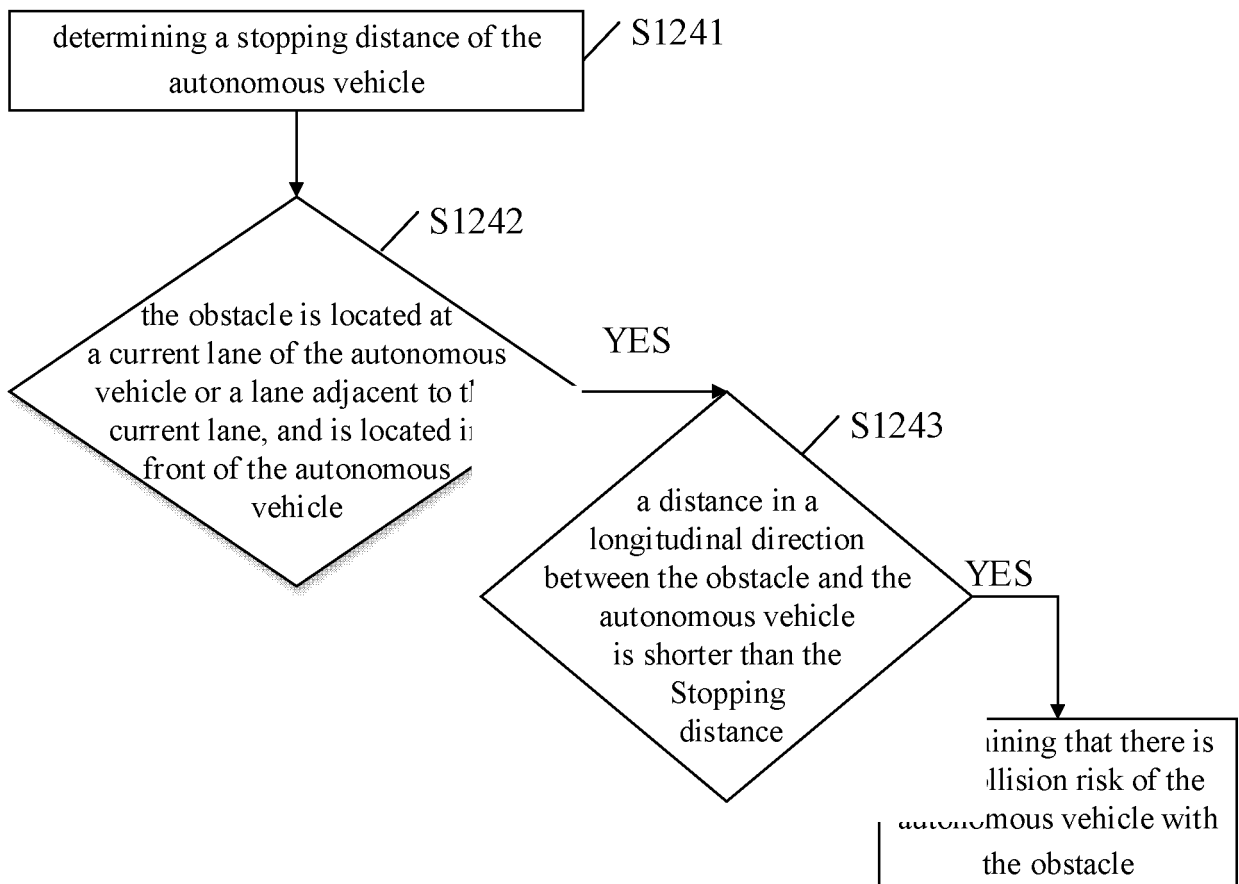 determining a stopping distance of the
autonomous vehicle
S1241
S1242
the obstacle is located at
a current lane of the autonomous
vehicle or a lane adjacent to
current lane, and is located
front of the autonomous
vehicle
YES
S1243
a distance in a
longitudinal direction
between the obstacle and the
autonomous vehicle
is shorter than the
Stopping
distance
YES
that there is
risk of the
autonomous vehicle with
the obstacle